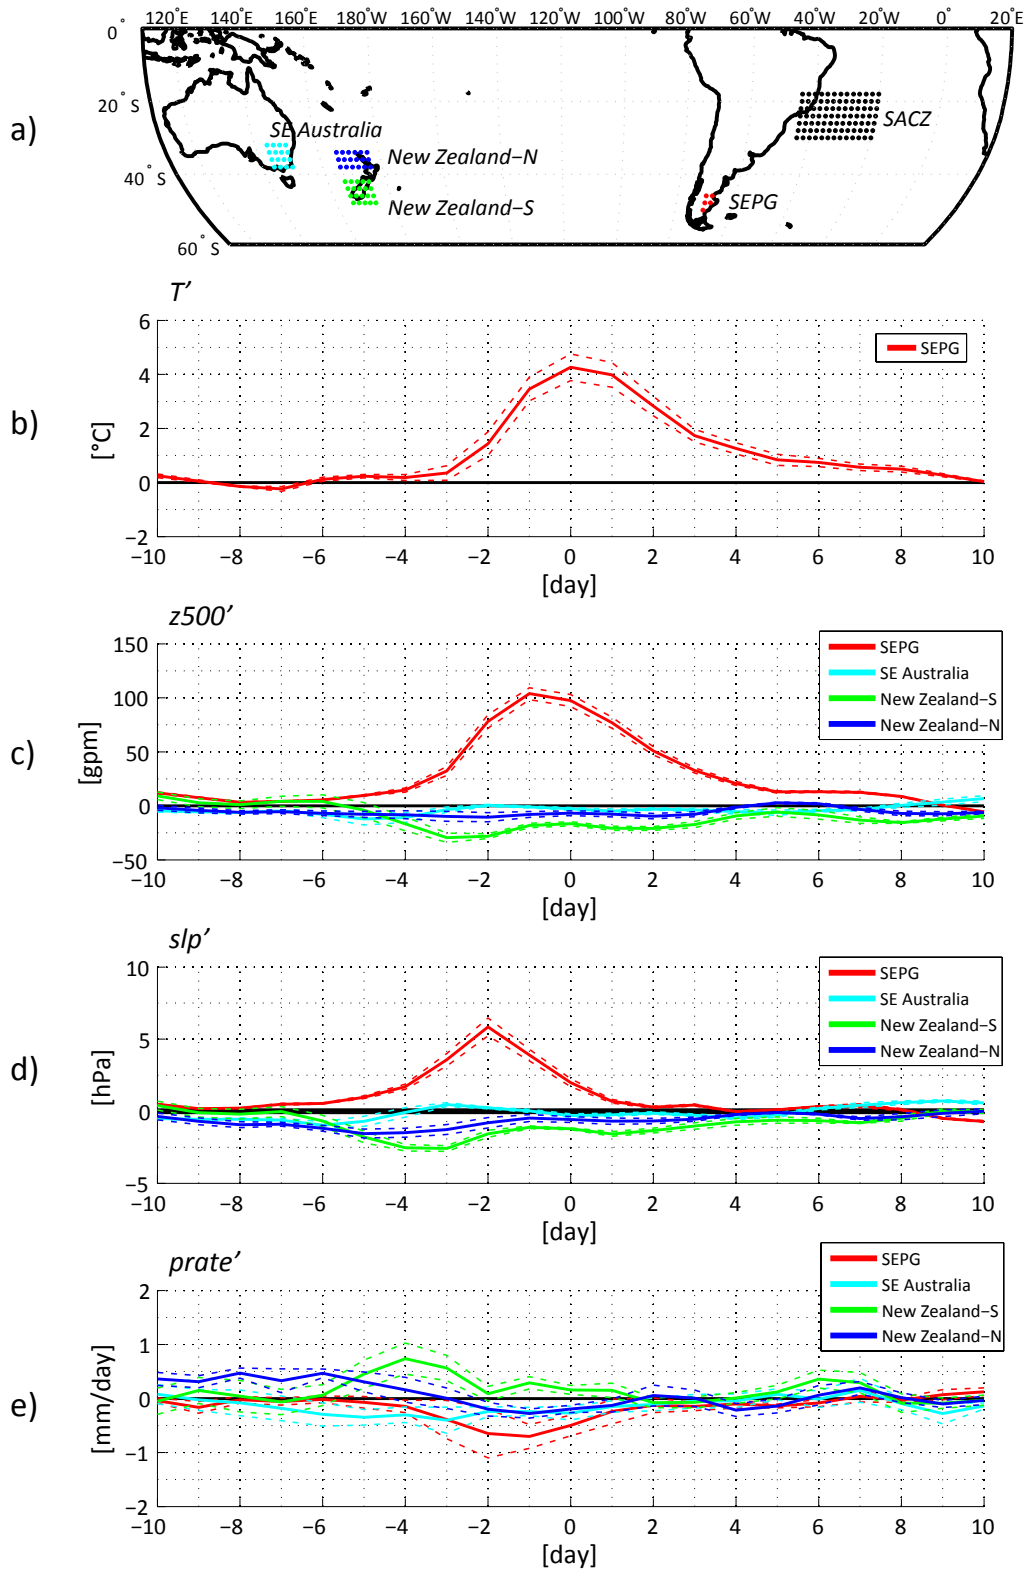 120°E 140°E 160°E 180°W 160°W 140°W 120°W 100°W 80°W 60°W 40°W 20°W 0° 20°E
0°
20° S
40° S
60° S
a)
SE Australia
New Zealand−N
New Zealand−S
SACZ
SEPG
T’
b)
[°C]
6
4
2
0
−2
SEPG
−10 −8 −6 −4 −2 0 2 4 6 8 10
[day]
z500’
c)
[gpm]
150
100
50
0
−50
SEPG
SE Australia
New Zealand−S
New Zealand−N
−10 −8 −6 −4 −2 0 2 4 6 8 10
[day]
slp’
d)
[hPa]
10
5
0
−5
SEPG
SE Australia
New Zealand−S
New Zealand−N
−10 −8 −6 −4 −2 0 2 4 6 8 10
[day]
prate’
e)
[mm/day]
2
1
0
−1
−2
SEPG
SE Australia
New Zealand−S
New Zealand−N
−10 −8 −6 −4 −2 0 2 4 6 8 10
[day]